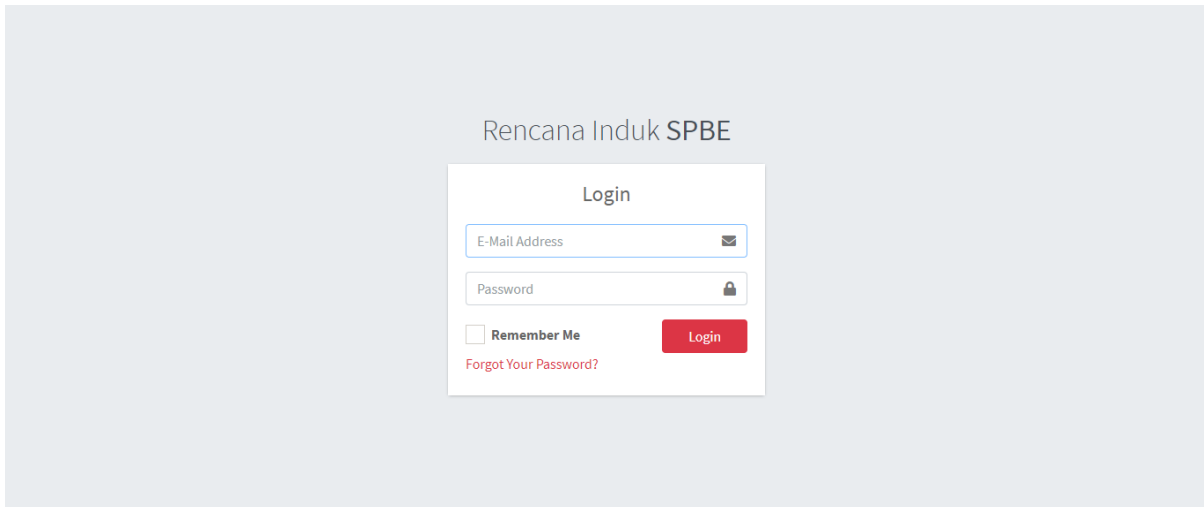 Rencana Induk SPBE
Login
E-Mail Address
Password
Remember Me
Login
Forgot Your Password?